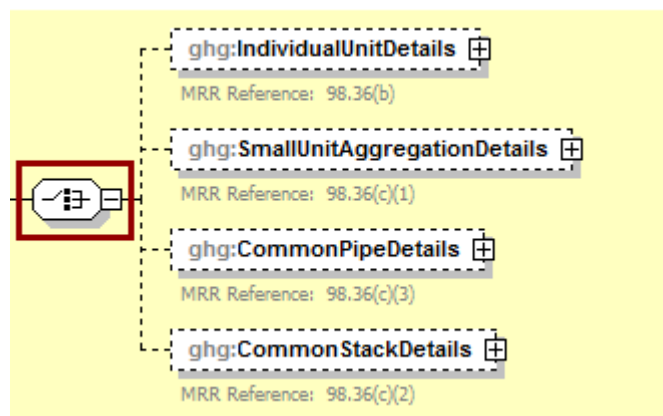 ghg:IndividualUnitDetails
MRR Reference: 98.36(b)
ghg:SmallUnitAggregationDetails
MRR Reference: 98.36(c)(1)
ghg:CommonPipeDetails
MRR Reference: 98.36(c)(3)
ghg:CommonStackDetails
MRR Reference: 98.36(c)(2)